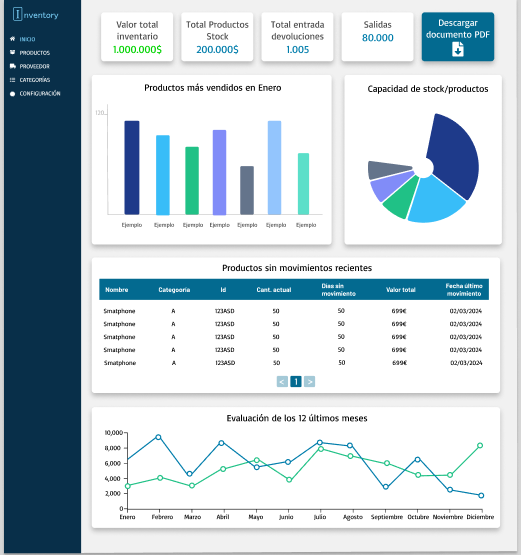 Inventory
INICIO
PRODUCTOS
PROVEEDOR
CATEGORÍAS
CONFIGURACIÓN
Valor total
inventario
1.000.000$
Total Productos
Stock
200.000$
Total entrada
devoluciones
1.005
Salidas
80.000
Descargar
documento PDF
Productos más vendidos en Enero
120
Ejemplo Ejemplo Ejemplo Ejemplo Ejemplo Ejemplo Ejemplo
Capacidad de stock/productos
Productos sin movimientos recientes
Nombre Categooria Id Cant. actual Dias sin movimiento Valor total Fecha último movimiento
Smatphone A 123ASD 50 50 699€ 02/03/2024
Smatphone A 123ASD 50 50 699€ 02/03/2024
Smatphone A 123ASD 50 50 699€ 02/03/2024
Smatphone A 123ASD 50 50 699€ 02/03/2024
Smatphone A 123ASD 50 50 699€ 02/03/2024
< 1 >
Evaluación de los 12 últimos meses
10,000
8,000
6,000
4,000
2,000
0
Enero Febrero Marzo Abril Mayo Junio Julio Agosto Septiembre Octubre Noviembre Diciembre